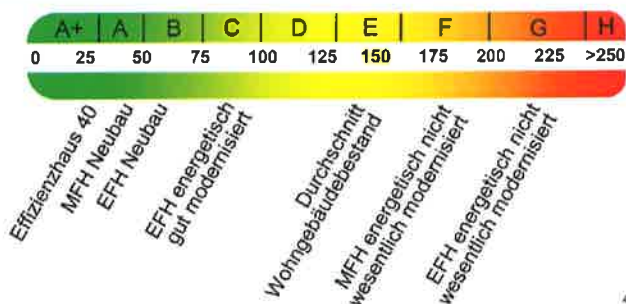 A+ A B C D E F G H
0 25 50 75 100 125 150 175 200 225 >250
Effizienzhaus 40
MFH Neubau
EFH Neubau
EFH energetisch
gut modernisiert
Durchschnitt
Wohngebäudebestand
MFH energetisch nicht
wesentlich modernisiert
EFH energetisch nicht
wesentlich modernisiert